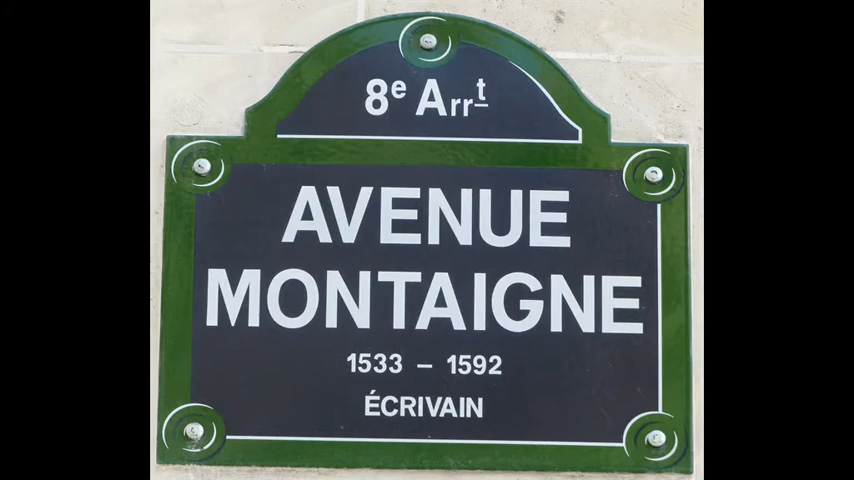 8e Arrt
AVENUE
MONTAIGNE
1533 – 1592
ÉCRIVAIN